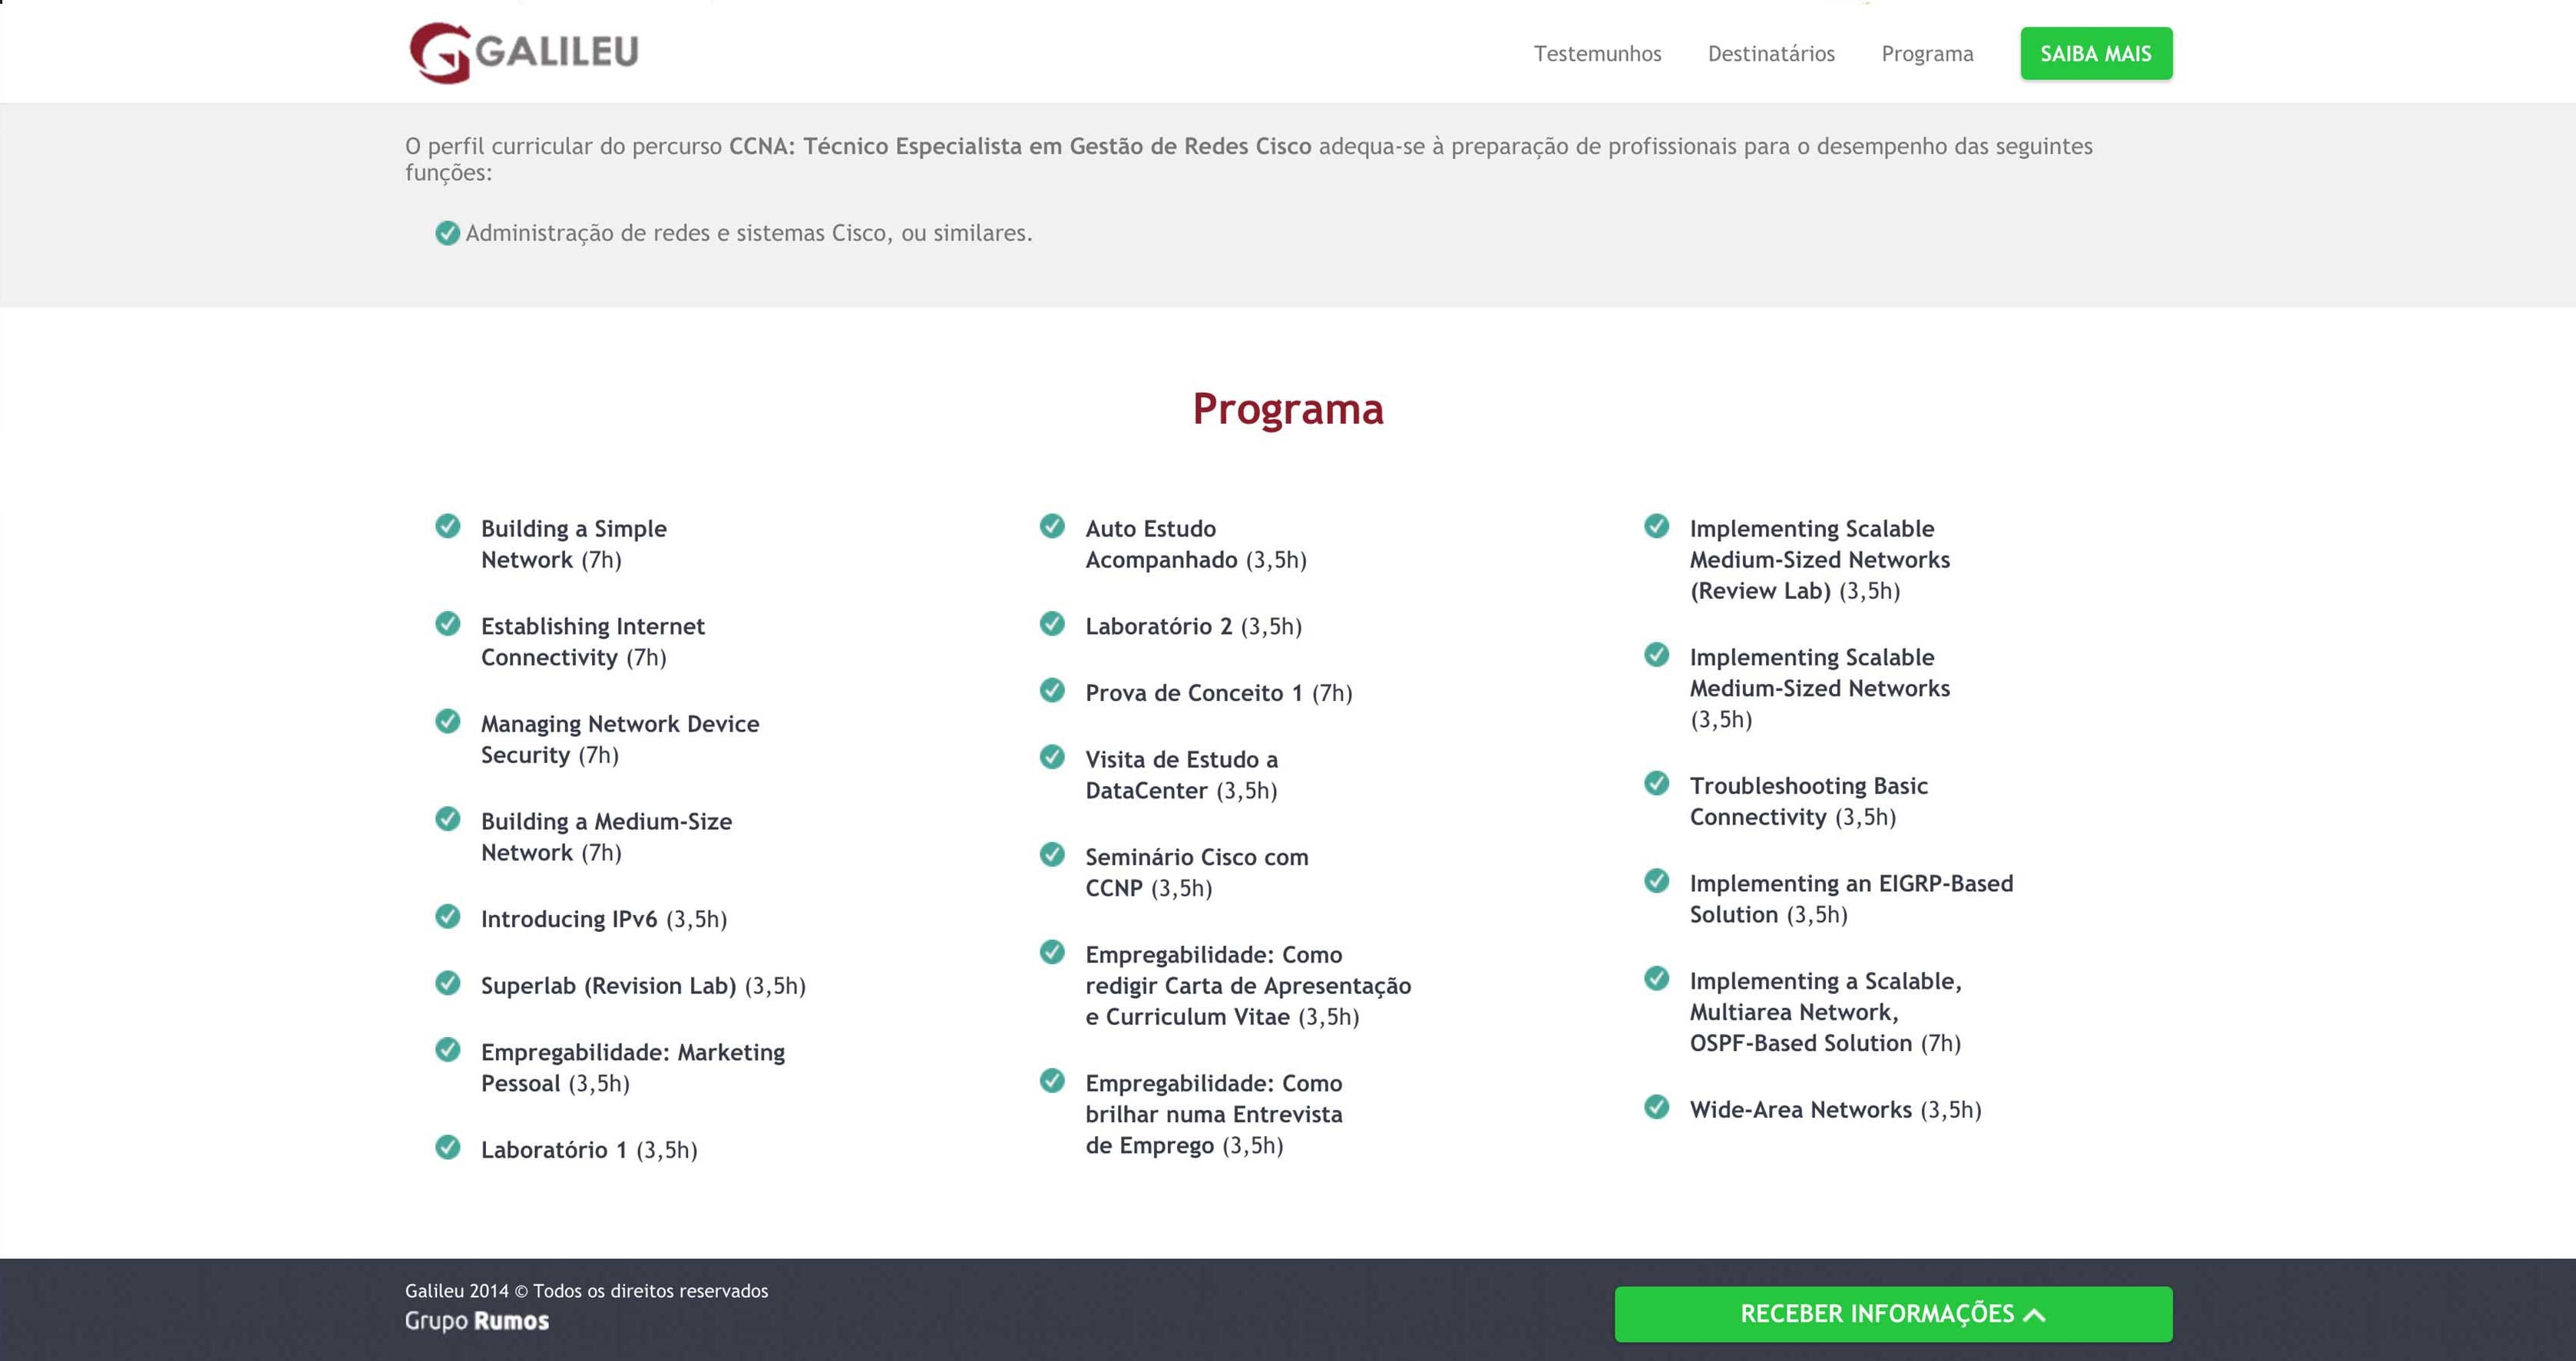 GALILEU
Testemunhos
Destinatários
Programa
SAIBA MAIS
O perfil curricular do percurso CCNA: Técnico Especialista em Gestão de Redes Cisco adequa-se à preparação de profissionais para o desempenho das seguintes
funções:
Administração de redes e sistemas Cisco, ou similares.
Programa
Building a Simple
Network (7h)
Establishing Internet
Connectivity (7h)
Managing Network Device
Security (7h)
Building a Medium-Size
Network (7h)
Introducing IPv6 (3,5h)
Superlab (Revision Lab) (3,5h)
Empregabilidade: Marketing
Pessoal (3,5h)
Laboratório 1 (3,5h)
Auto Estudo
Acompanhado (3,5h)
Laboratório 2 (3,5h)
Prova de Conceito 1 (7h)
Visita de Estudo a
DataCenter (3,5h)
Seminário Cisco com
CCNP (3,5h)
Empregabilidade: Como
redigir Carta de Apresentação
e Curriculum Vitae (3,5h)
Empregabilidade: Como
brilhar numa Entrevista
de Emprego (3,5h)
Implementing Scalable
Medium-Sized Networks
(Review Lab) (3,5h)
Implementing Scalable
Medium-Sized Networks
(3,5h)
Troubleshooting Basic
Connectivity (3,5h)
Implementing an EIGRP-Based
Solution (3,5h)
Implementing a Scalable,
Multiarea Network,
OSPF-Based Solution (7h)
Wide-Area Networks (3,5h)
Galileu 2014 © Todos os direitos reservados
Grupo Rumos
RECEBER INFORMAÇÕES